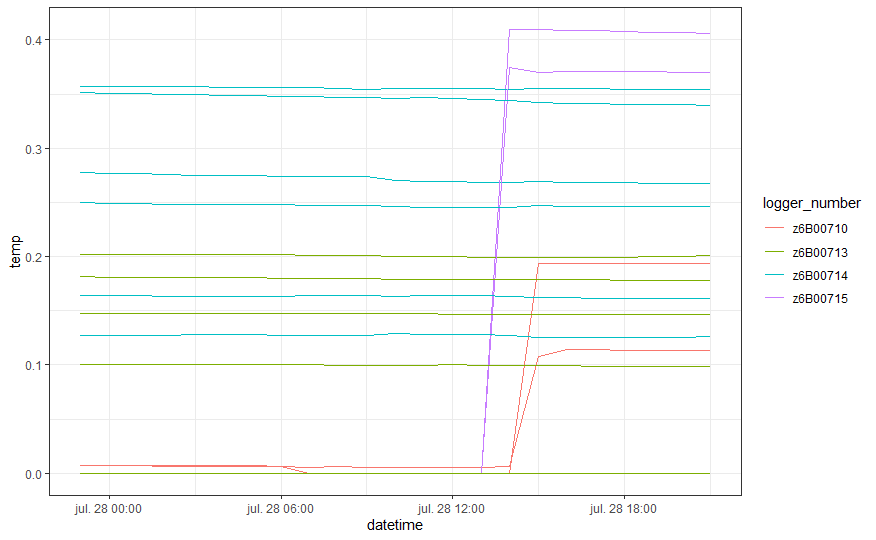 0.4
0.3
0.2
0.1
0.0
temp
jul. 28 00:00
jul. 28 06:00
jul. 28 12:00
jul. 28 18:00
datetime
logger_number
z6B00710
z6B00713
z6B00714
z6B00715